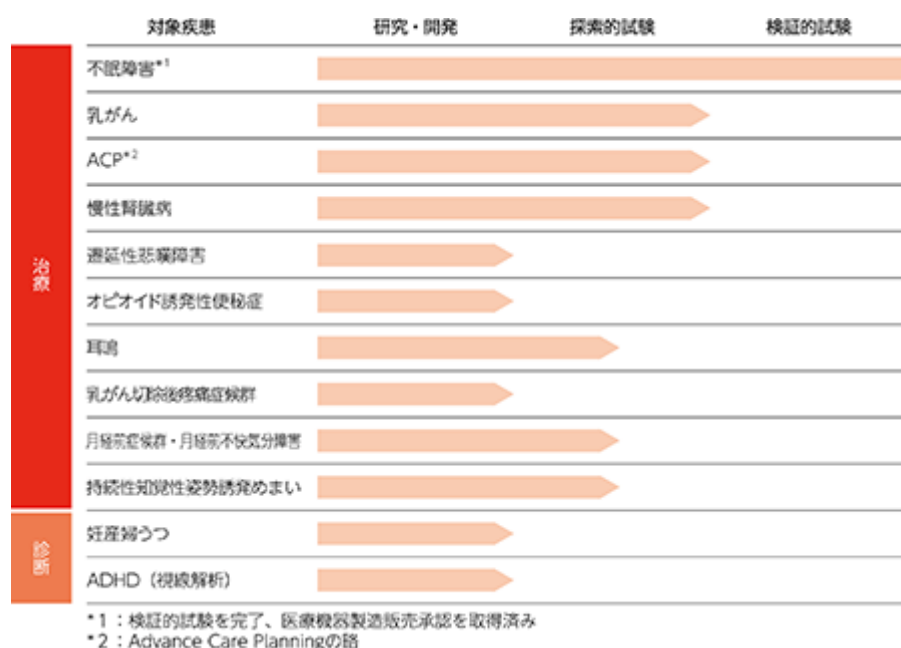 対象疾患 研究・開発 探索的試験 検証的試験
治療
不眠障害*1
乳がん
ACP*2
慢性腎臓病
遷延性悲嘆障害
オピオイド誘発性便秘症
耳鳴
乳がん切除後疼痛症候群
月経前症候群・月経前不快気分障害
持続性知覚性姿勢誘発めまい
診断
妊産婦うつ
ADHD（視線解析）
*1：検証的試験を完了、医療機器製造販売承認を取得済み
*2：Advance Care Planningの略